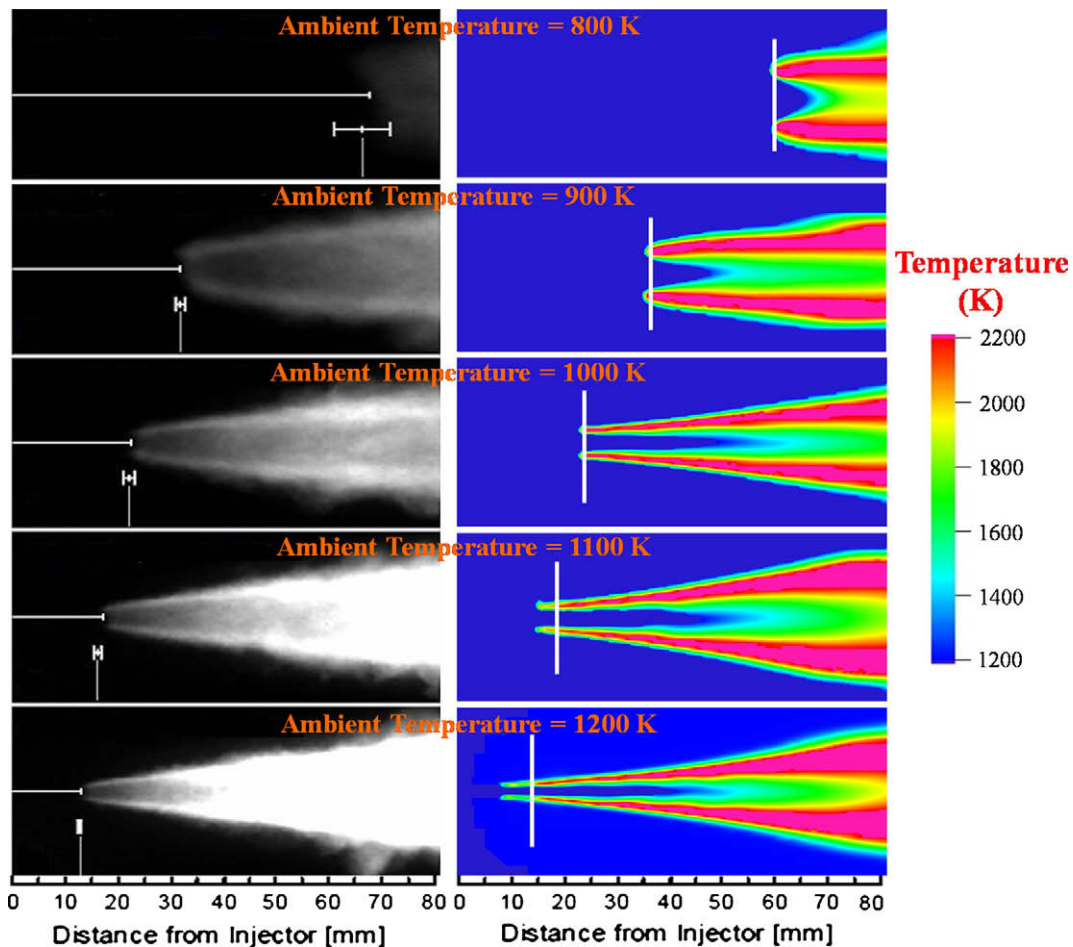 Ambient Temperature = 800 K
Ambient Temperature = 900 K
Ambient Temperature = 1000 K
Ambient Temperature = 1100 K
Ambient Temperature = 1200 K
Temperature
(K)
2200
2000
1800
1600
1400
1200
0 10 20 30 40 50 60 70 80
Distance from Injector [mm]
0 10 20 30 40 50 60 70 80
Distance from Injector [mm]